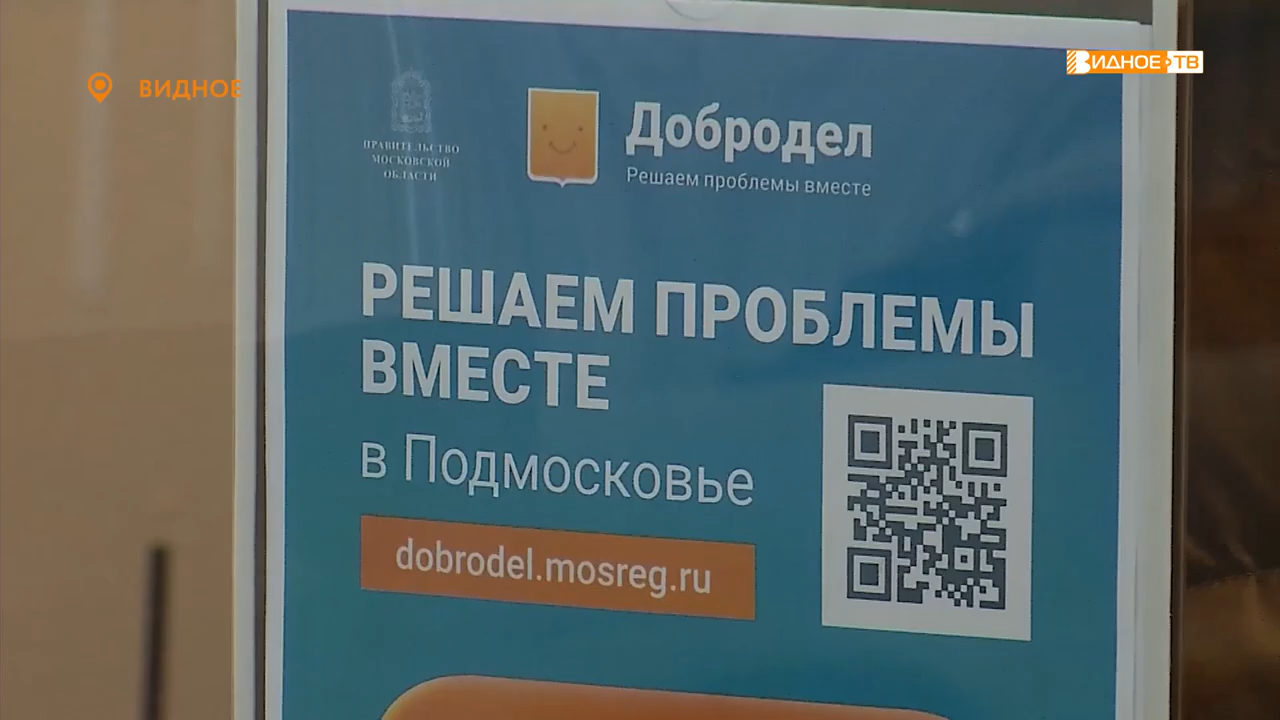 ВИДНОЕ
ВИДНОЕ ТВ
ПРАВИТЕЛЬСТВО
МОСКОВСКОЙ
ОБЛАСТИ
Добродел
Решаем проблемы вместе
РЕШАЕМ ПРОБЛЕМЫ
ВМЕСТЕ
в Подмосковье
dobrodel.mosreg.ru